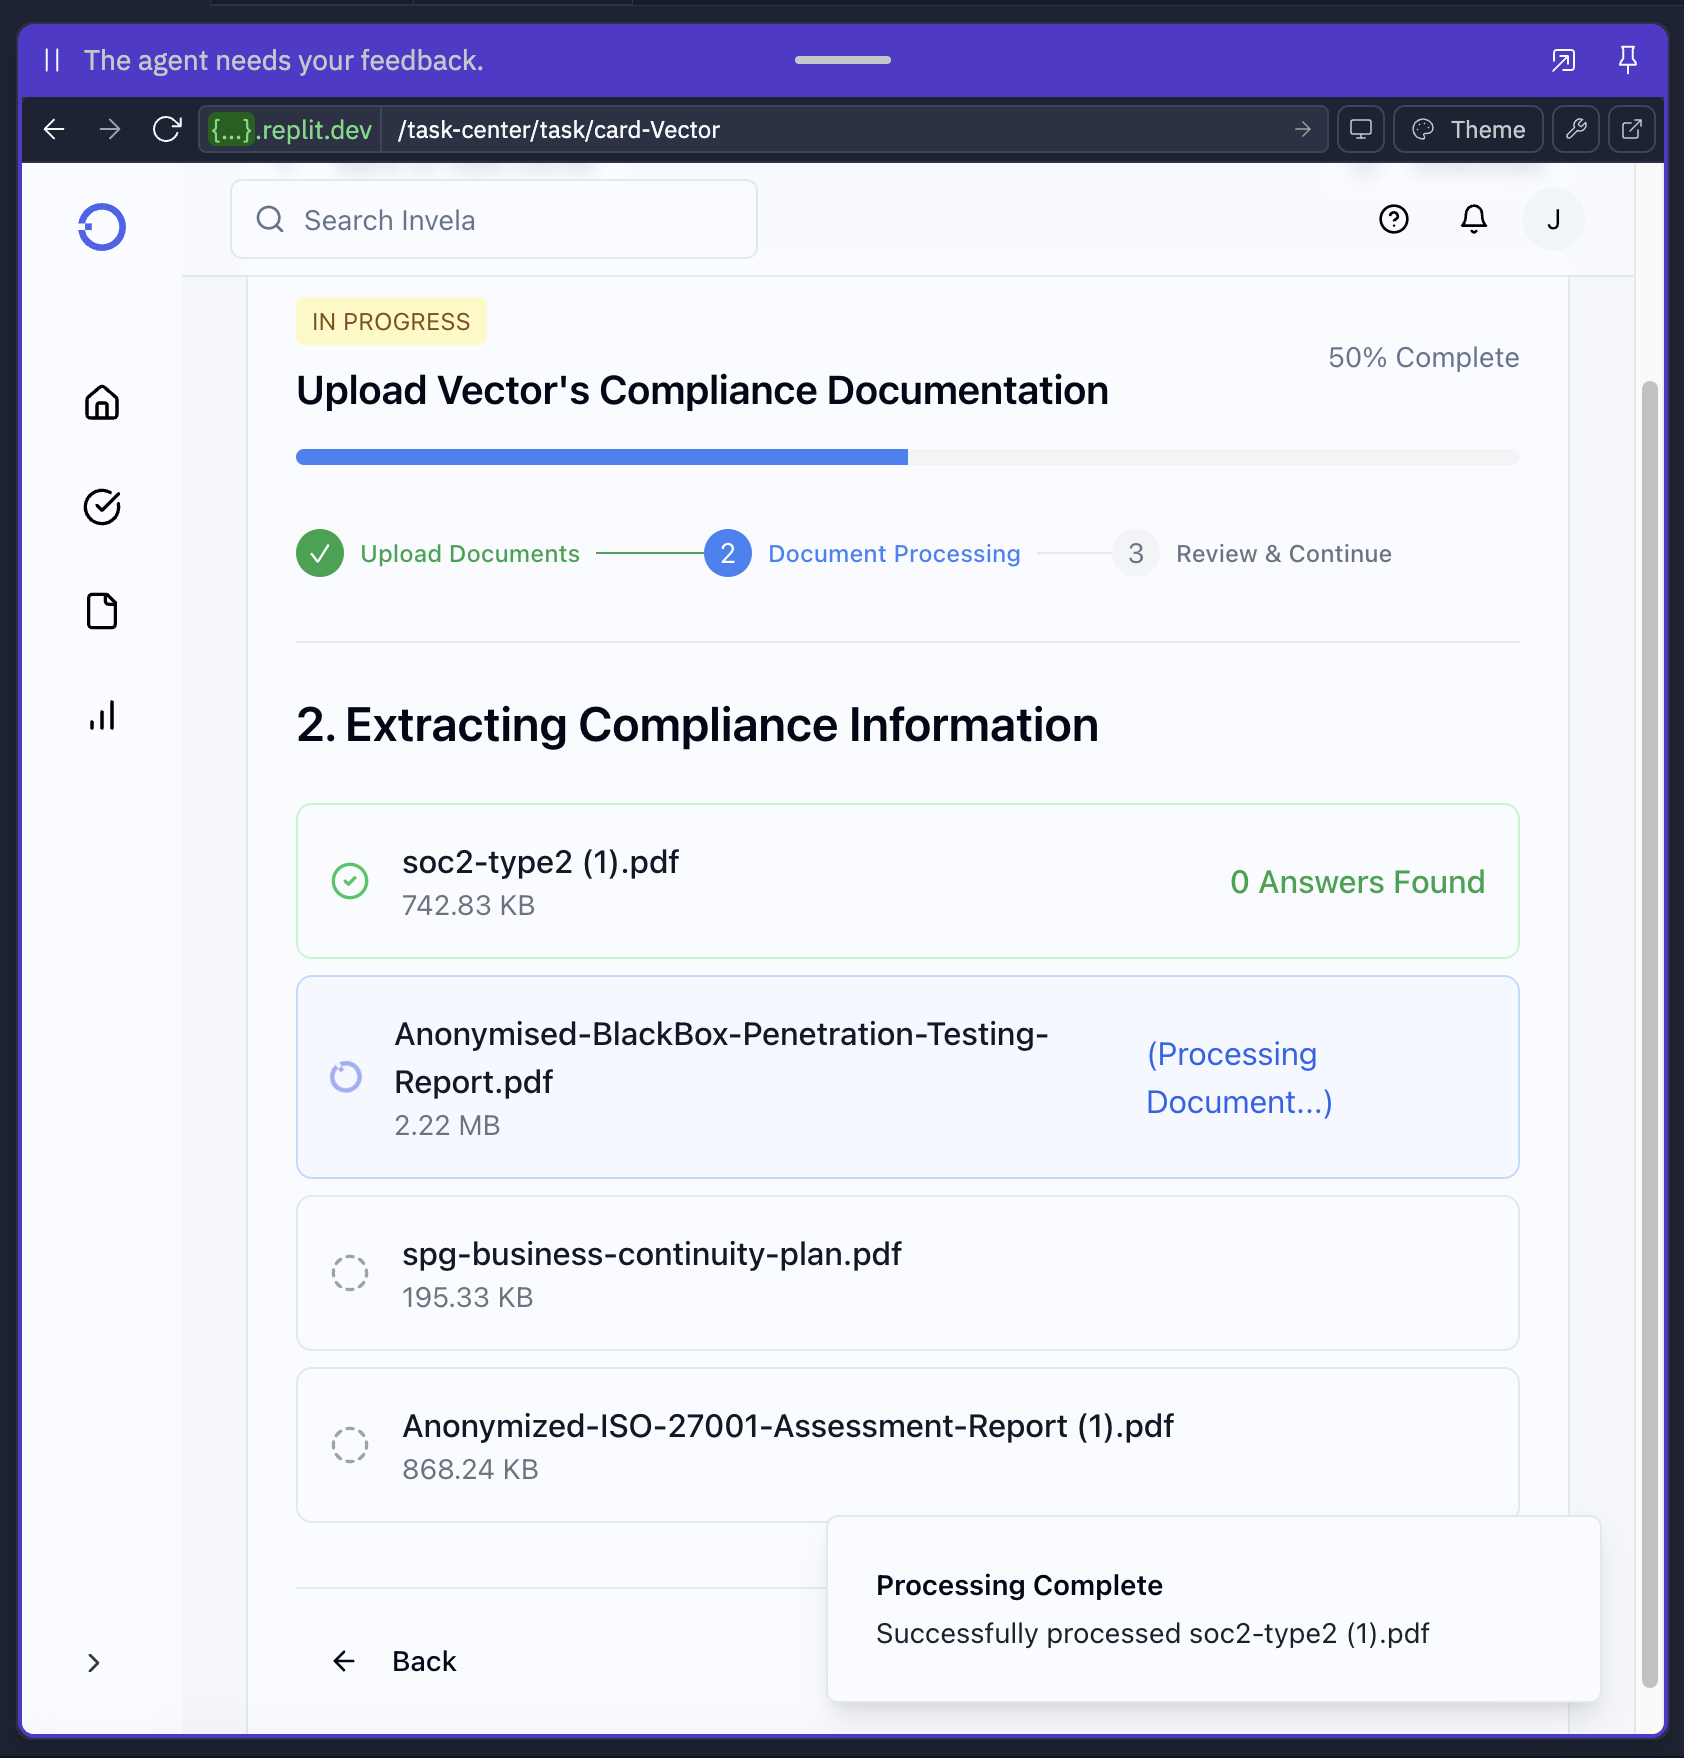 The agent needs your feedback.
{...}.replit.dev /task-center/task/card-Vector
Theme
Search Invela
J
IN PROGRESS
50% Complete
Upload Vector's Compliance Documentation
Upload Documents 2 Document Processing 3 Review & Continue
2. Extracting Compliance Information
soc2-type2 (1).pdf
742.83 KB
0 Answers Found
Anonymised-BlackBox-Penetration-Testing-
Report.pdf
2.22 MB
(Processing
Document...)
spg-business-continuity-plan.pdf
195.33 KB
Anonymized-ISO-27001-Assessment-Report (1).pdf
868.24 KB
Processing Complete
Successfully processed soc2-type2 (1).pdf
Back